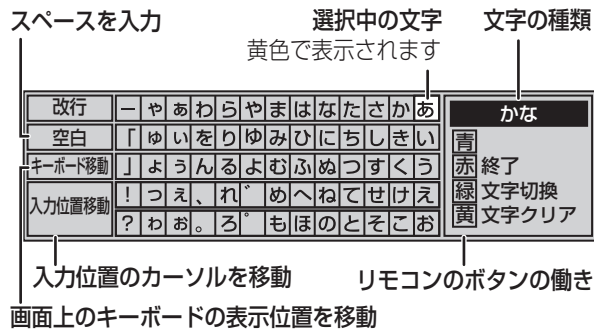 スペースを入力
選択中の文字
黄色で表示されます
文字の種類
改行 ー ゃ ぁ わ ら や ま は な た さ か あ
空白 「 ゅ ぃ を り ゆ み ひ に ち し き い
キーボード移動 」 ょ ぅ ん る よ む ふ ぬ つ す く う
入力位置移動 ! っ ぇ 、 れ ゛ め へ ね て せ け え
? ゎ ぉ 。 ろ ゜ も ほ の と そ こ お
かな
青
赤 終了
緑 文字切換
黄 文字クリア
入力位置のカーソルを移動
リモコンのボタンの働き
画面上のキーボードの表示位置を移動